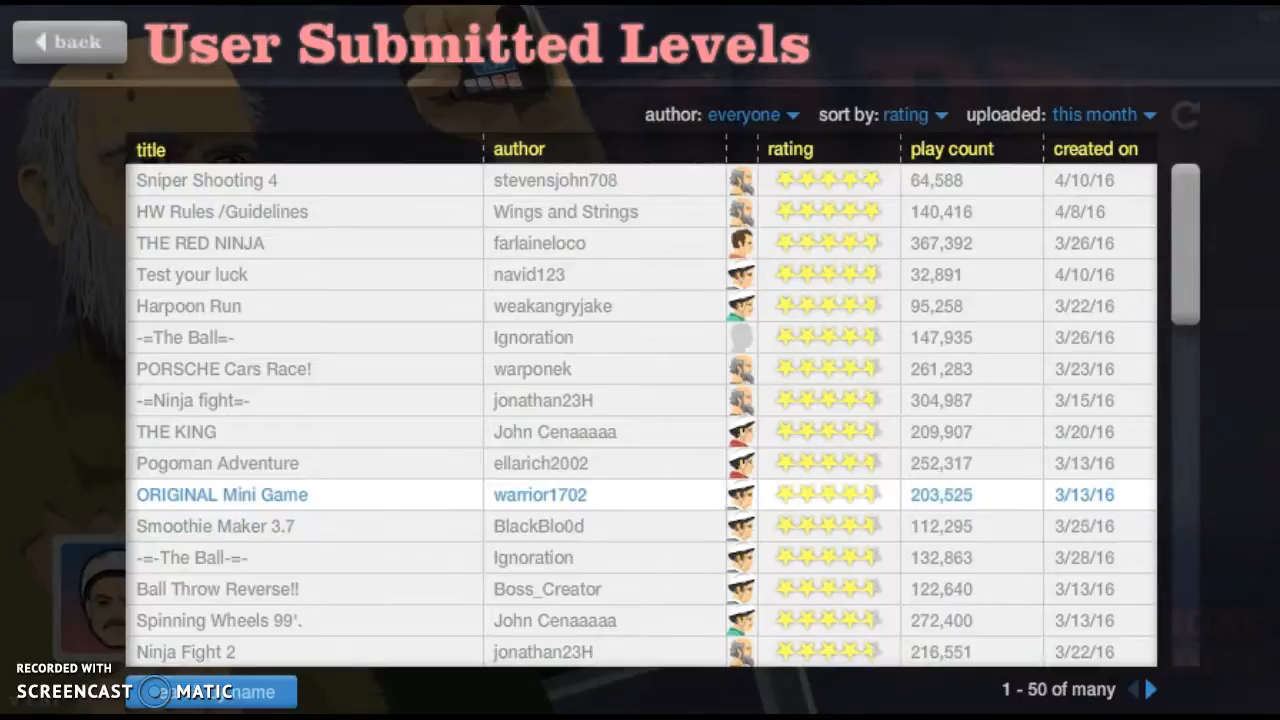 back
User Submitted Levels
author: everyone sort by: rating uploaded: this month
title author rating play count created on
Sniper Shooting 4 stevensjohn708 64,588 4/10/16
HW Rules /Guidelines Wings and Strings 140,416 4/8/16
THE RED NINJA farlaineloco 367,392 3/26/16
Test your luck navid123 32,891 4/10/16
Harpoon Run weakangryjake 95,258 3/22/16
-=The Ball=- Ignoration 147,935 3/26/16
PORSCHE Cars Race! warponek 261,283 3/23/16
-=Ninja fight=- jonathan23H 304,987 3/15/16
THE KING John Cenaaaaa 209,907 3/20/16
Pogoman Adventure ellarich2002 252,317 3/13/16
ORIGINAL Mini Game warrior1702 203,525 3/13/16
Smoothie Maker 3.7 BlackBlo0d 112,295 3/25/16
-=-The Ball-=- Ignoration 132,863 3/28/16
Ball Throw Reverse!! Boss_Creator 122,640 3/13/16
Spinning Wheels 99'. John Cenaaaaa 272,400 3/13/16
Ninja Fight 2 jonathan23H 216,551 3/22/16
RECORDED WITH
SCREENCAST MATIC name
1 - 50 of many